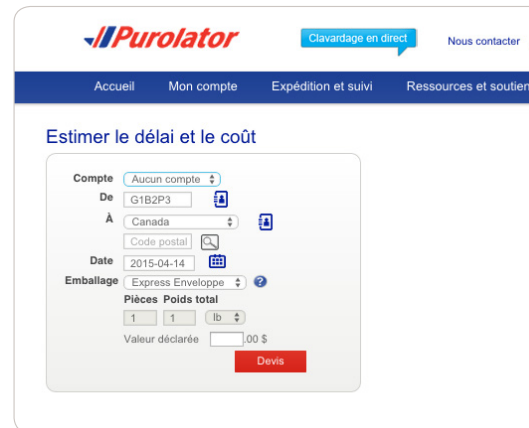 Purolator
Clavardage en direct
Nous contacter
Accueil Mon compte Expédition et suivi Ressources et soutien
Estimer le délai et le coût
Compte Aucun compte
De G1B2P3
À Canada
Code postal
Date 2015-04-14
Emballage Express Enveloppe ?
Pièces Poids total
1 1 lb
Valeur déclarée .00 $
Devis